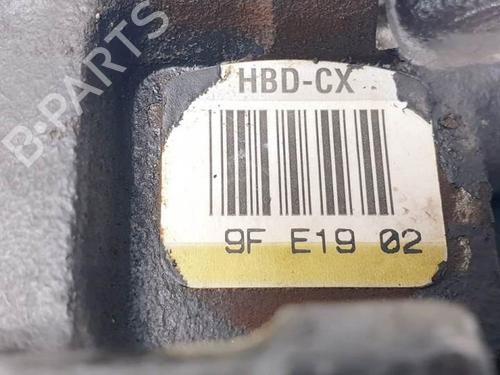 B-PARTS
HBD-CX
9F E19 02